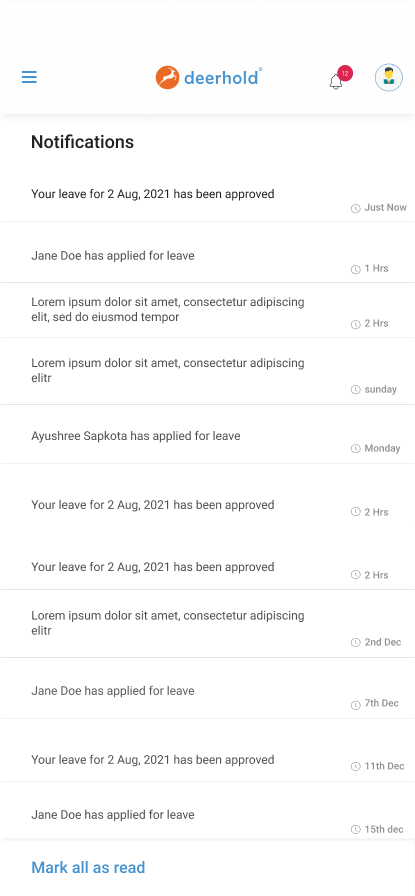 deerhold®
12
Notifications
Your leave for 2 Aug, 2021 has been approved
Just Now
Jane Doe has applied for leave
1 Hrs
Lorem ipsum dolor sit amet, consectetur adipiscing
elit, sed do eiusmod tempor
2 Hrs
Lorem ipsum dolor sit amet, consectetur adipiscing
elitr
sunday
Ayushree Sapkota has applied for leave
Monday
Your leave for 2 Aug, 2021 has been approved
2 Hrs
Your leave for 2 Aug, 2021 has been approved
2 Hrs
Lorem ipsum dolor sit amet, consectetur adipiscing
elitr
2nd Dec
Jane Doe has applied for leave
7th Dec
Your leave for 2 Aug, 2021 has been approved
11th Dec
Jane Doe has applied for leave
15th dec
Mark all as read